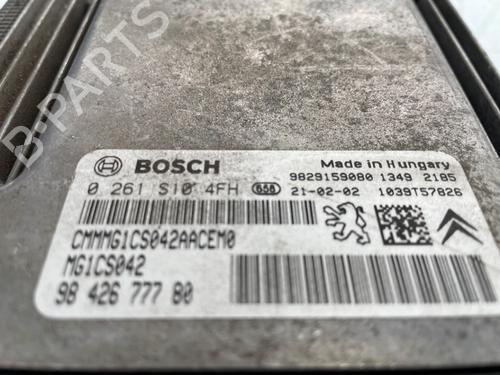 B-PARTS
BOSCH
Made in Hungary
9829159080 1349 2185
0 261 S10 4FH 658 21-02-02 1039T57826
CMMMG1CS042AACEM0
MG1CS042
98 426 777 80